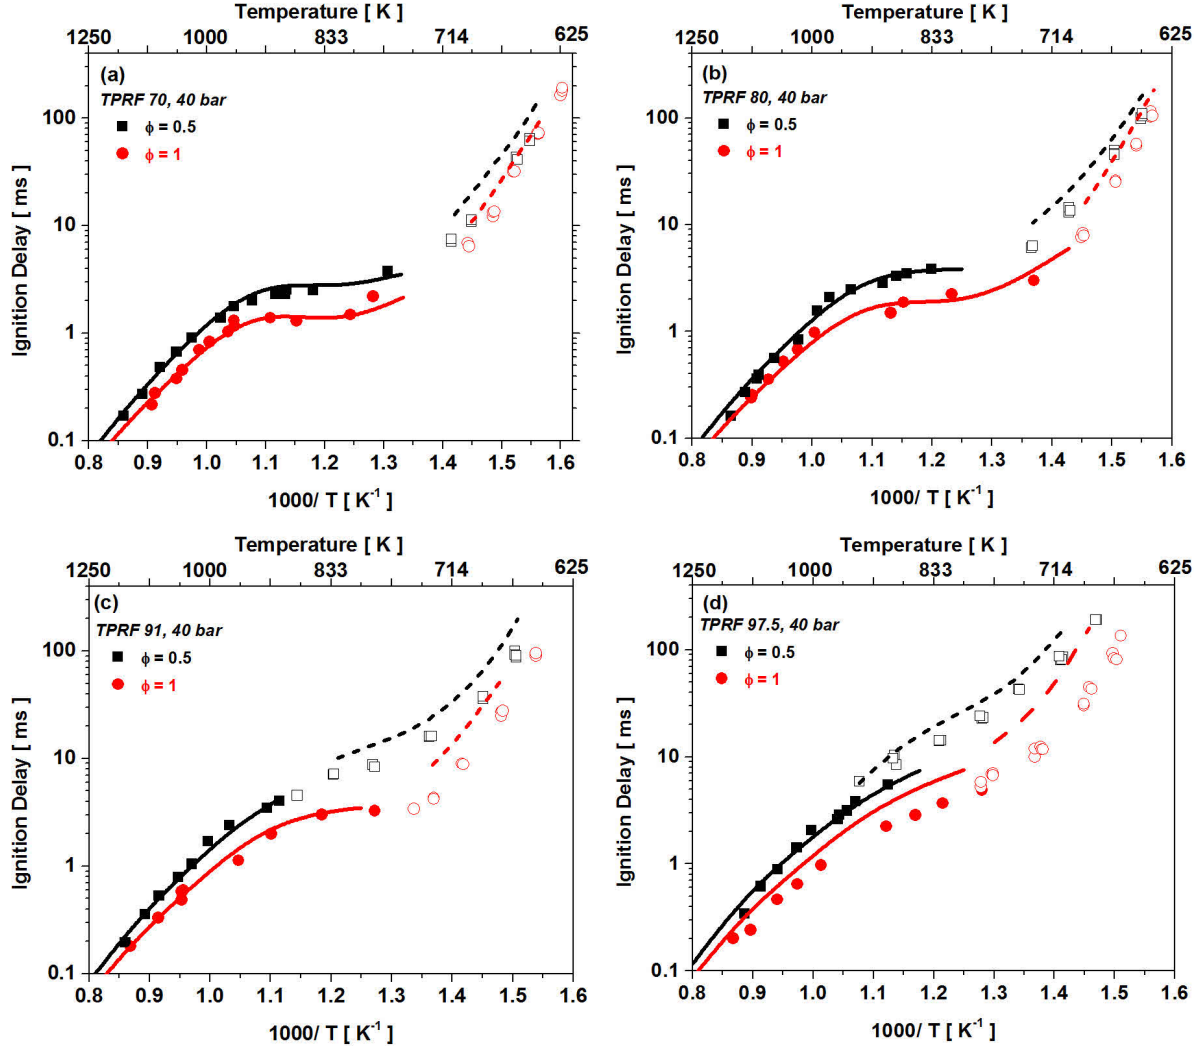 Temperature [ K ]
1250 1000 833 714 625
(a)
TPRF 70, 40 bar
ϕ = 0.5
ϕ = 1
Ignition Delay [ ms ]
100
10
1
0.1
0.8 0.9 1.0 1.1 1.2 1.3 1.4 1.5 1.6
1000/ T [ K⁻¹ ]
Temperature [ K ]
1250 1000 833 714 625
(b)
TPRF 80, 40 bar
ϕ = 0.5
ϕ = 1
Ignition Delay [ ms ]
100
10
1
0.1
0.8 0.9 1.0 1.1 1.2 1.3 1.4 1.5 1.6
1000/ T [ K⁻¹ ]
Temperature [ K ]
1250 1000 833 714 625
(c)
TPRF 91, 40 bar
ϕ = 0.5
ϕ = 1
Ignition Delay [ ms ]
100
10
1
0.1
0.8 0.9 1.0 1.1 1.2 1.3 1.4 1.5 1.6
1000/ T [ K⁻¹ ]
Temperature [ K ]
1250 1000 833 714 625
(d)
TPRF 97.5, 40 bar
ϕ = 0.5
ϕ = 1
Ignition Delay [ ms ]
100
10
1
0.1
0.8 0.9 1.0 1.1 1.2 1.3 1.4 1.5 1.6
1000/ T [ K⁻¹ ]